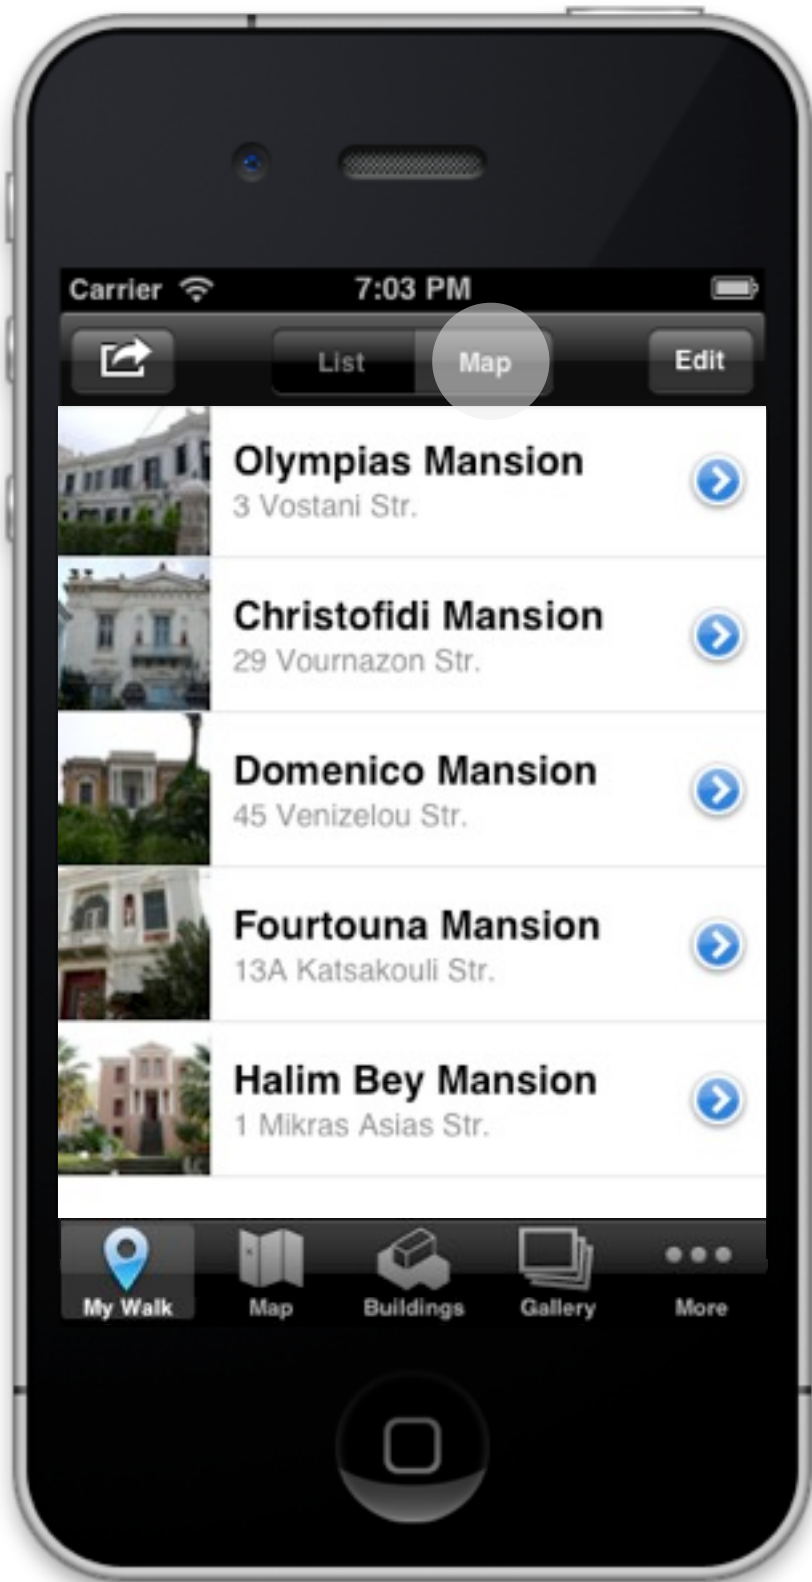 Carrier 7:03 PM
List Map Edit
Olympias Mansion
3 Vostani Str.
Christofidi Mansion
29 Vournazon Str.
Domenico Mansion
45 Venizelou Str.
Fourtouna Mansion
13A Katsakouli Str.
Halim Bey Mansion
1 Mikras Asias Str.
My Walk Map Buildings Gallery More